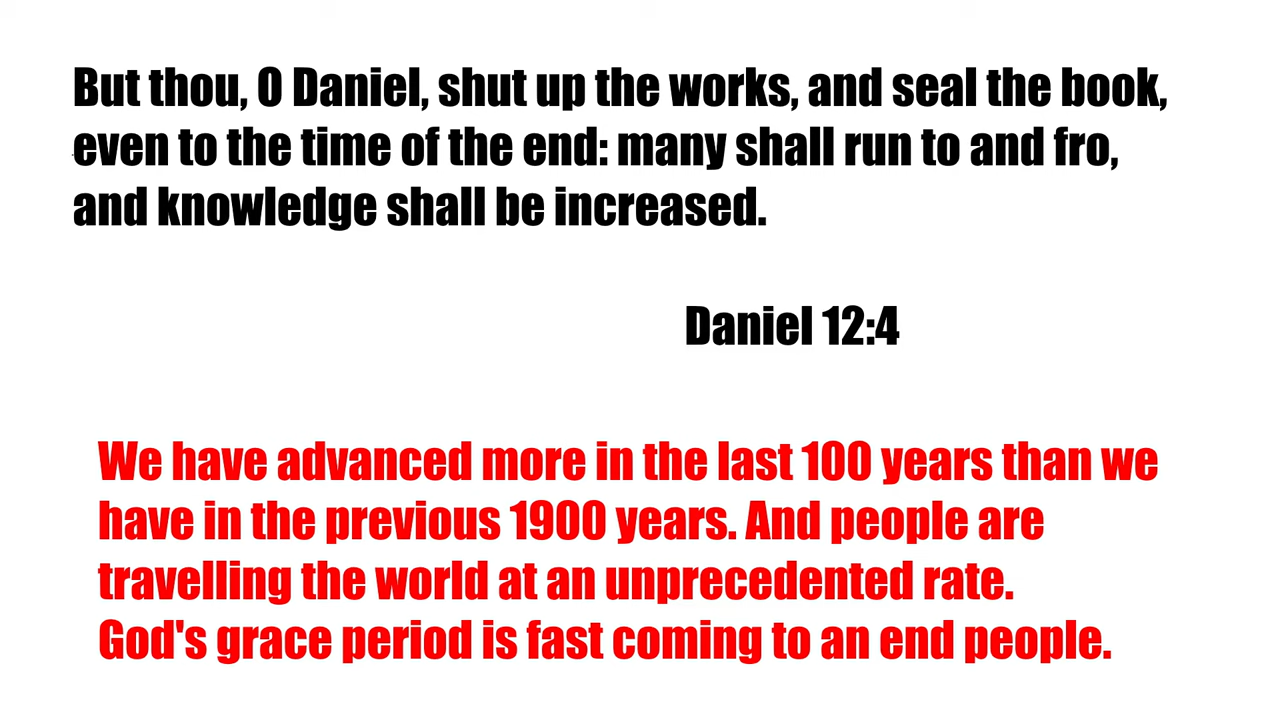 But thou, O Daniel, shut up the works, and seal the book,
even to the time of the end: many shall run to and fro,
and knowledge shall be increased.
Daniel 12:4
We have advanced more in the last 100 years than we
have in the previous 1900 years. And people are
travelling the world at an unprecedented rate.
God's grace period is fast coming to an end people.